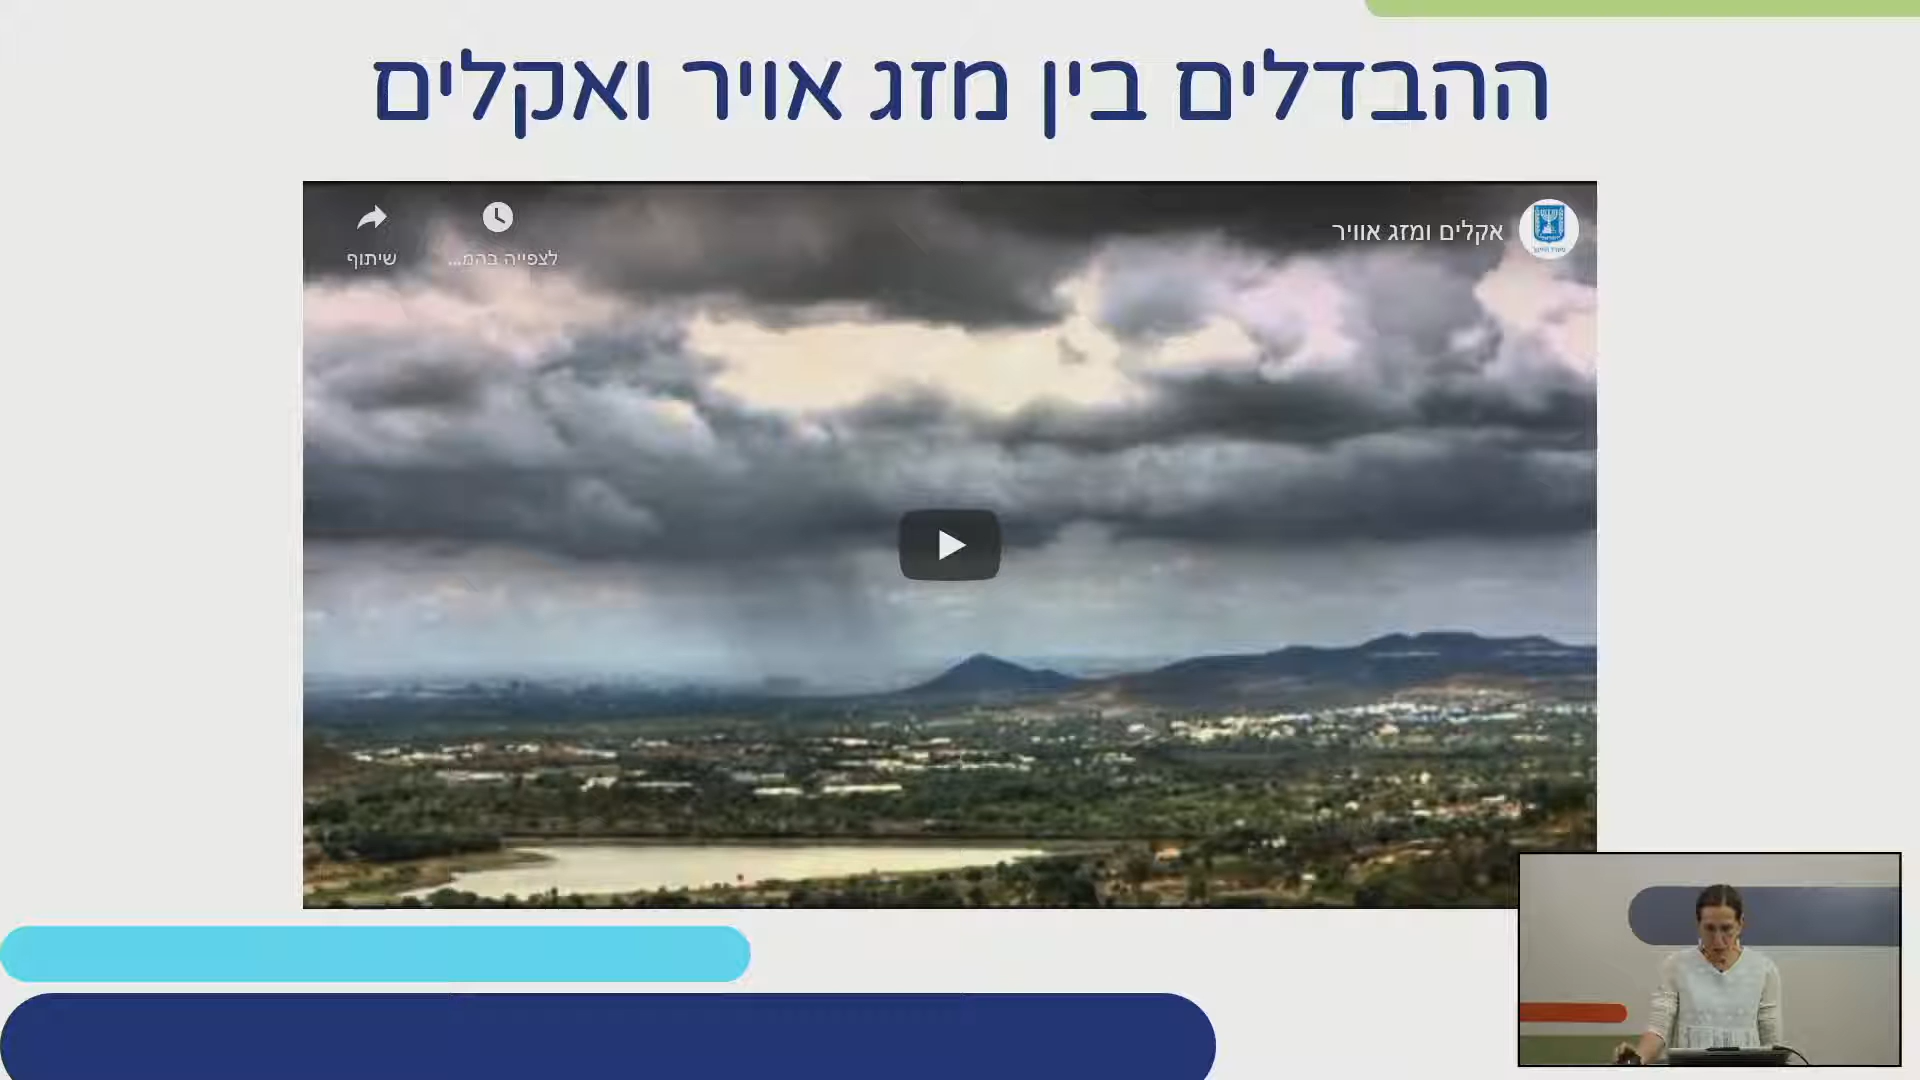 ההבדלים בין מזג אויר ואקלים
אקלים ומזג אוויר
לצפייה בהמ...
שיתוף